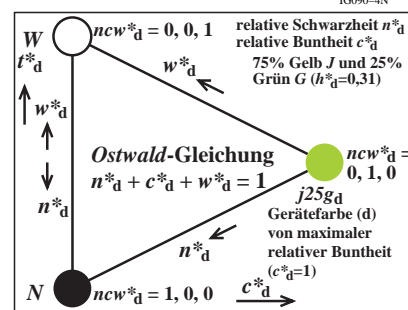 IG090-4N
W
ncw*d = 0, 0, 1
relative Schwarzheit n*d
relative Buntheit c*d
75% Gelb J und 25%
Grün G (h*d=0,31)
t*d
w*d
w*d
n*d
Ostwald-Gleichung
n*d + c*d + w*d = 1
ncw*d =
0, 1, 0
j25gd
Gerätefarbe (d)
von maximaler
relativer Buntheit
(c*d=1)
n*d
N
ncw*d = 1, 0, 0
c*d